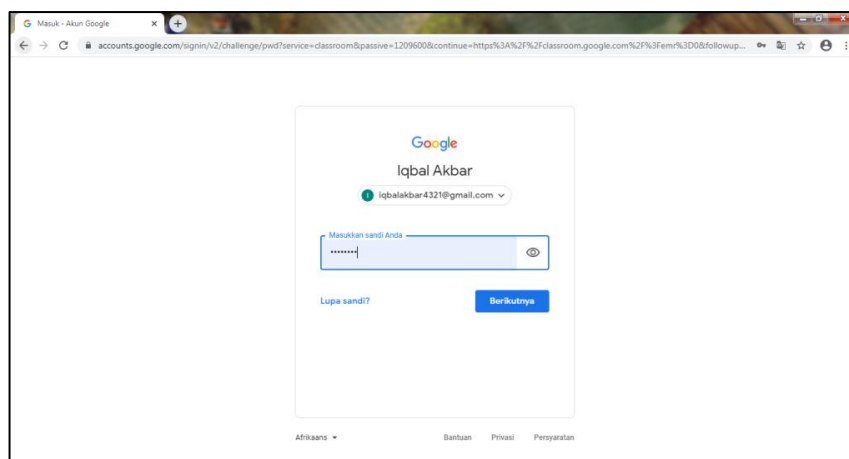 Masuk - Akun Google
accounts.google.com/signin/v2/challenge/pwd?service=classroom&passive=1209600&continue=https%3A%2F%2Fclassroom.google.com%2F%3Femr%3D0&followup...
Google
Iqbal Akbar
I iqbalakbar4321@gmail.com
Masukkan sandi Anda
••••••••
Lupa sandi? Berikutnya
Afrikaans Bantuan Privasi Persyaratan